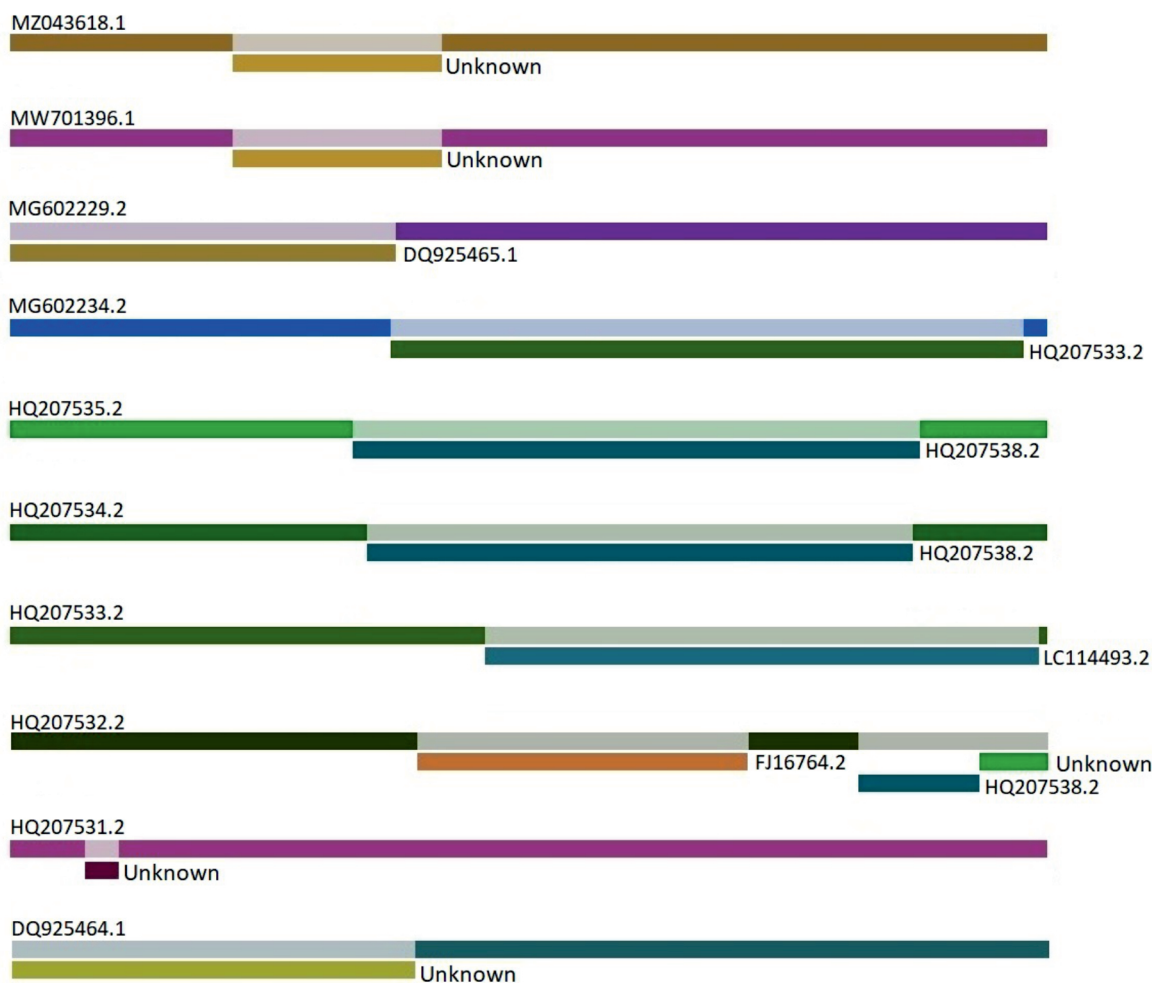 MZ043618.1
Unknown
MW701396.1
Unknown
MG602229.2
DQ925465.1
MG602234.2
HQ207533.2
HQ207535.2
HQ207538.2
HQ207534.2
HQ207538.2
HQ207533.2
LC114493.2
HQ207532.2
FJ16764.2
Unknown
HQ207538.2
HQ207531.2
Unknown
DQ925464.1
Unknown